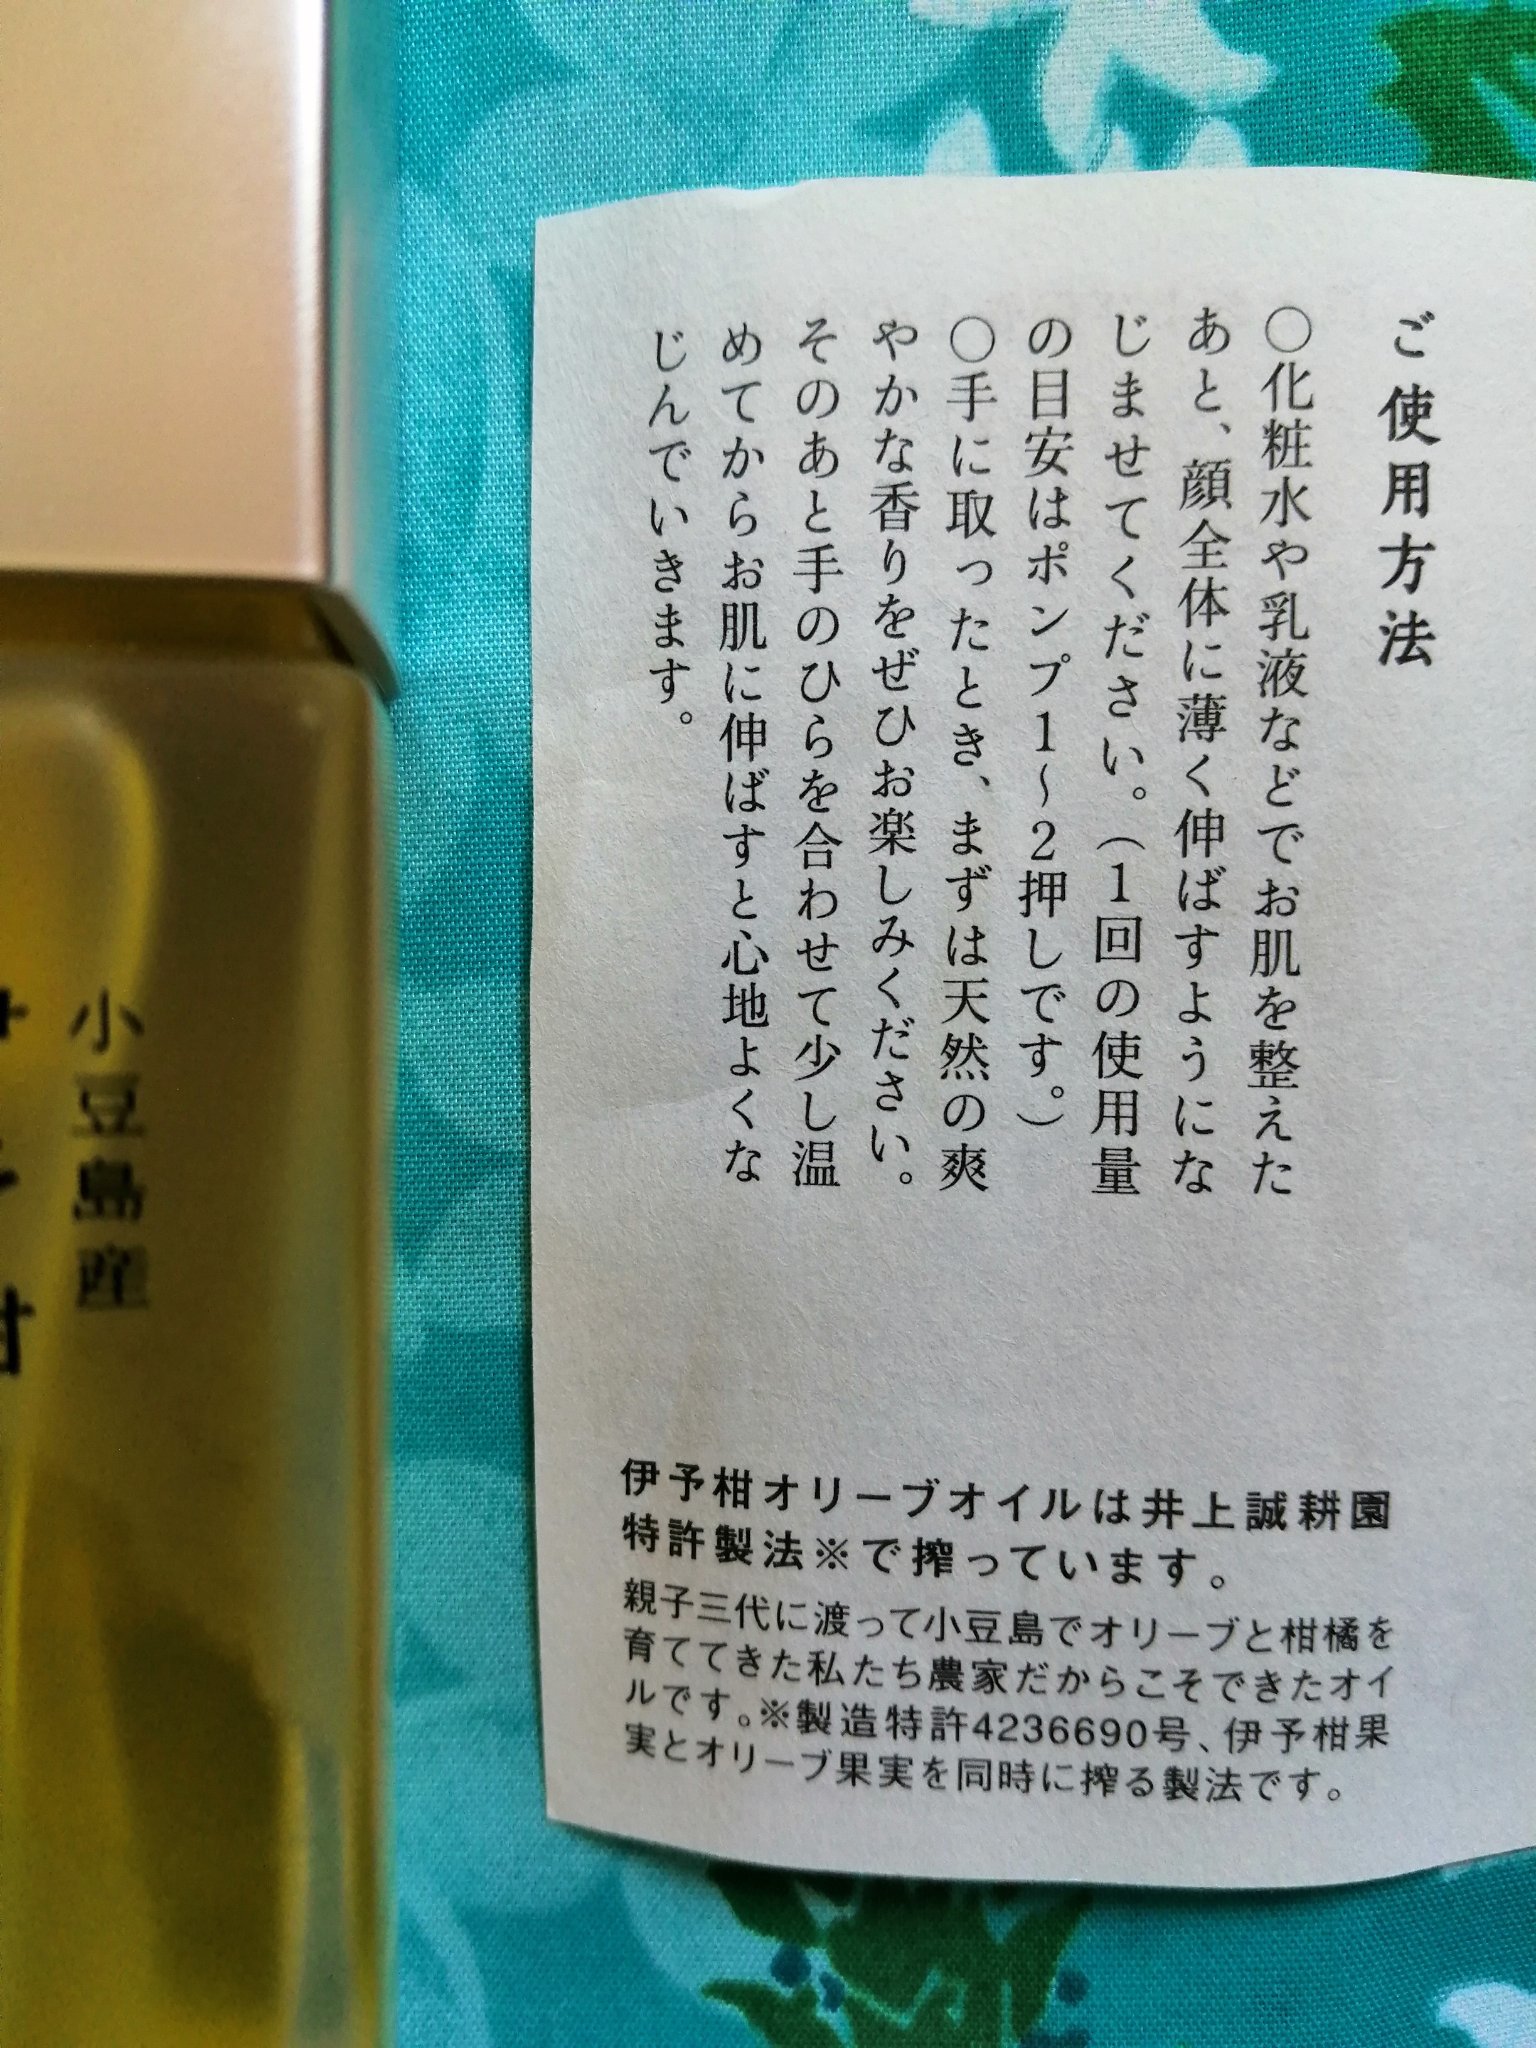 ご使用方法
〇化粧水や乳液などでお肌を整えた
あと、顔全体に薄く伸ばすようにな
じませてください。（1回の使用量
の目安はポンプ1〜2押しです。）
〇手に取ったとき、まずは天然の爽
やかな香りをぜひお楽しみください。
そのあと手のひらを合わせて少し温
めてからお肌に伸ばすと心地よくな
じんでいきます。
伊予柑オリーブオイルは井上誠耕園
特許製法※で搾っています。
親子三代に渡って小豆島でオリーブと柑橘を
育ててきた私たち農家だからこそできたオイ
ルです。※製造特許4236690号、伊予柑果
実とオリーブ果実を同時に搾る製法です。
小豆島産